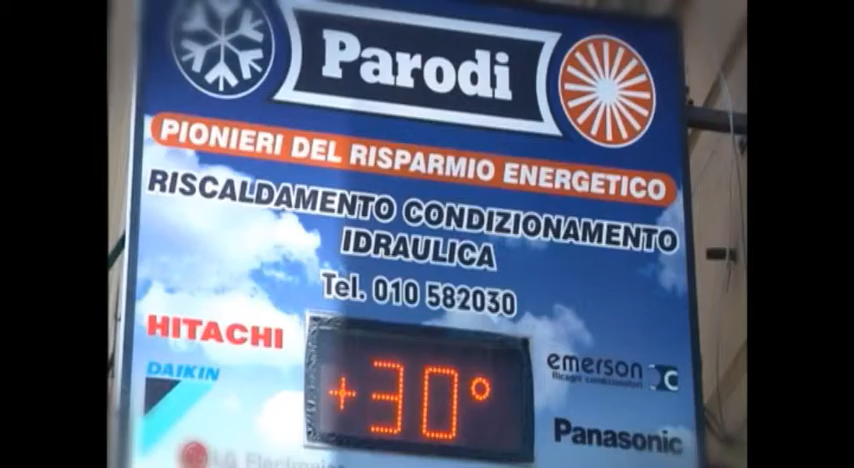 Parodi
PIONIERI DEL RISPARMIO ENERGETICO
RISCALDAMENTO CONDIZIONAMENTO
IDRAULICA
Tel. 010 582030
HITACHI
DAIKIN
+30°
emerson
Ricaghi condizionatori
Panasonic
LG Electronics